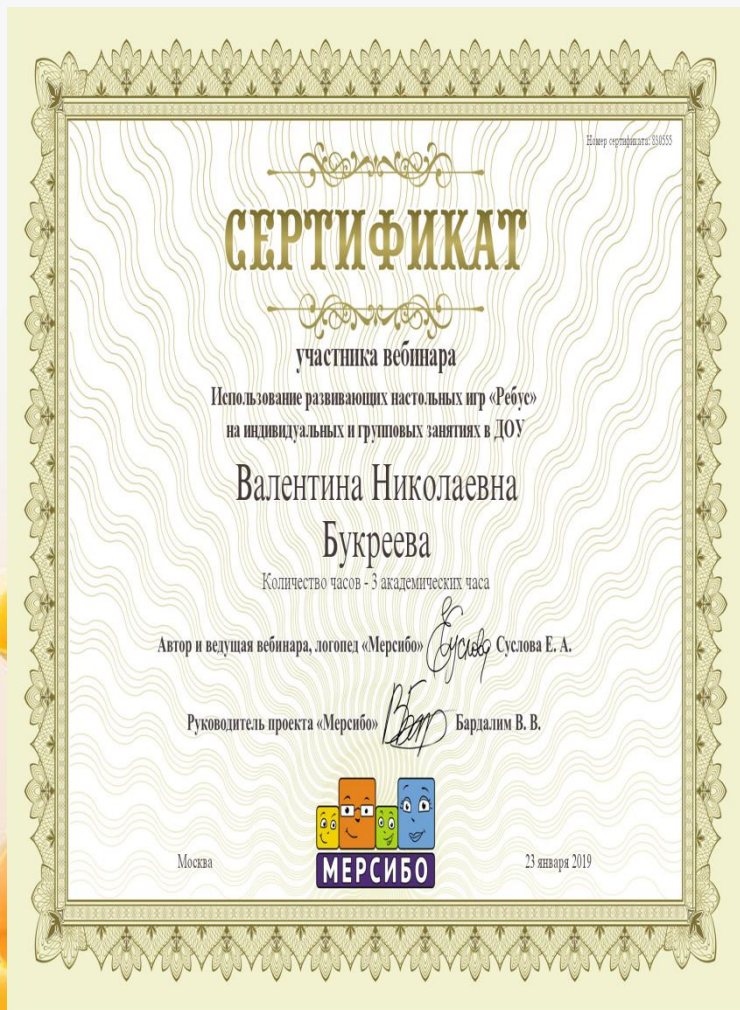 Номер сертификата: 830555
СЕРТИФИКАТ
участника вебинара
Использование развивающих настольных игр «Ребус»
на индивидуальных и групповых занятиях в ДОУ
Валентина Николаевна
Букреева
Количество часов - 3 академических часа
Автор и ведущая вебинара, логопед «Мерсибо» Суслова Е. А.
Руководитель проекта «Мерсибо» Бардалим В. В.
МЕРСИБО
Москва
23 января 2019